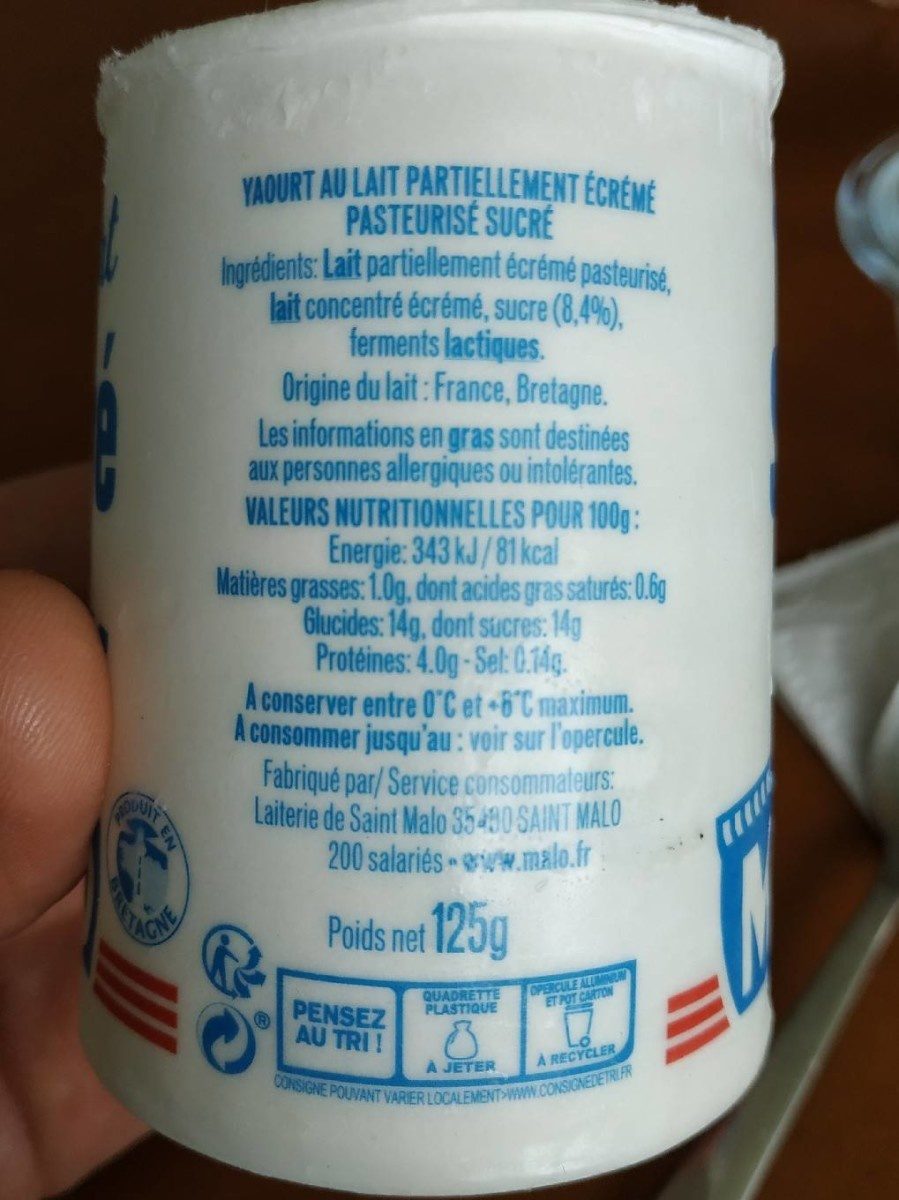 YAOURT AU LAIT PARTIELLEMENT ÉCRÉMÉ
PASTEURISÉ SUCRÉ
Ingrédients: Lait partiellement écrémé pasteurisé,
lait concentré écrémé, sucre (8,4%),
ferments lactiques.
Origine du lait : France, Bretagne.
Les informations en gras sont destinées
aux personnes allergiques ou intolérantes.
VALEURS NUTRITIONNELLES POUR 100g :
Energie: 343 kJ / 81 kcal
Matières grasses: 1.0g, dont acides gras saturés: 0.6g
Glucides: 14g, dont sucres: 14g
Protéines: 4.0g - Sel: 0.14g.
A conserver entre 0°C et +6°C maximum.
A consommer jusqu'au : voir sur l'opercule.
Fabriqué par/ Service consommateurs:
Laiterie de Saint Malo 35430 SAINT MALO
200 salariés • www.malo.fr
PRODUIT EN
BRETAGNE
Poids net 125g
PENSEZ
AU TRI !
QUADRETTE
PLASTIQUE
À JETER
OPERCULE ALUMINIUM
ET POT CARTON
À RECYCLER
CONSIGNE POUVANT VARIER LOCALEMENT>WWW.CONSIGNEDETRI.FR
®
M
é